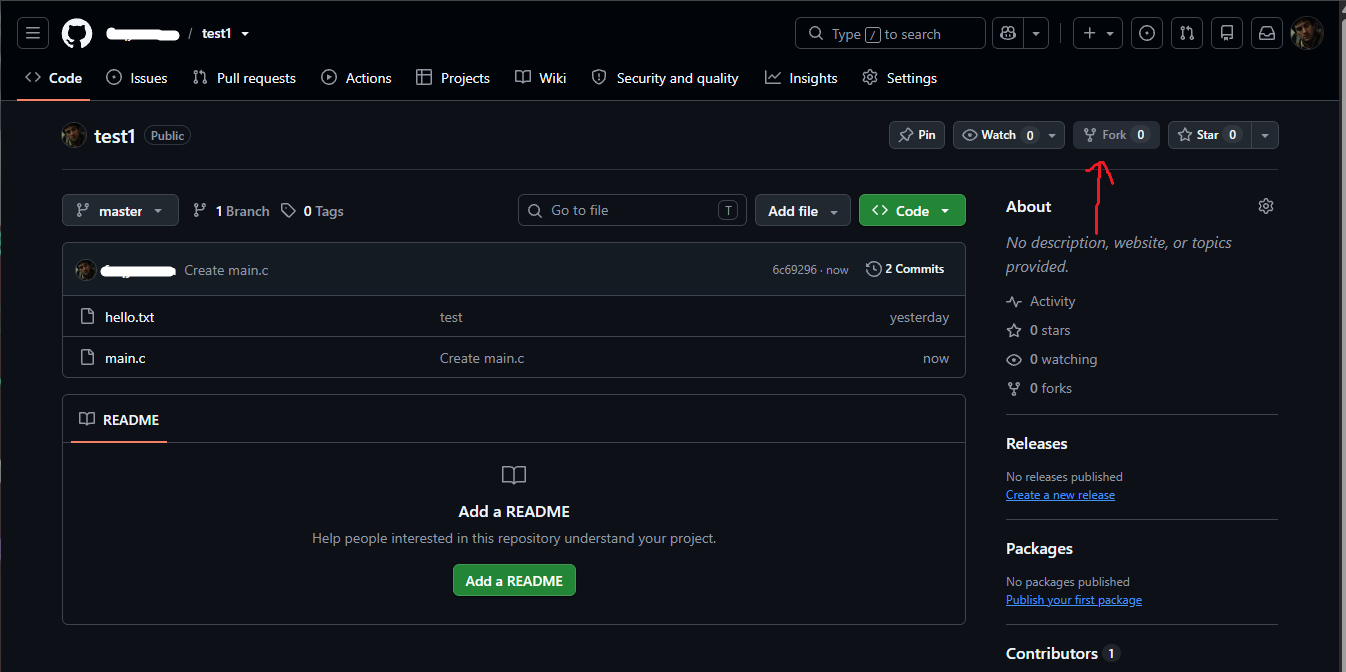 / test1
Type / to search
Code Issues Pull requests Actions Projects Wiki Security and quality Insights Settings
test1 Public
Pin Watch 0 Fork 0 Star 0
master 1 Branch 0 Tags Go to file T Add file Code
Create main.c 6c69296 · now 2 Commits
hello.txt test yesterday
main.c Create main.c now
README
Add a README
Help people interested in this repository understand your project.
Add a README
About
No description, website, or topics
provided.
Activity
0 stars
0 watching
0 forks
Releases
No releases published
Create a new release
Packages
No packages published
Publish your first package
Contributors 1